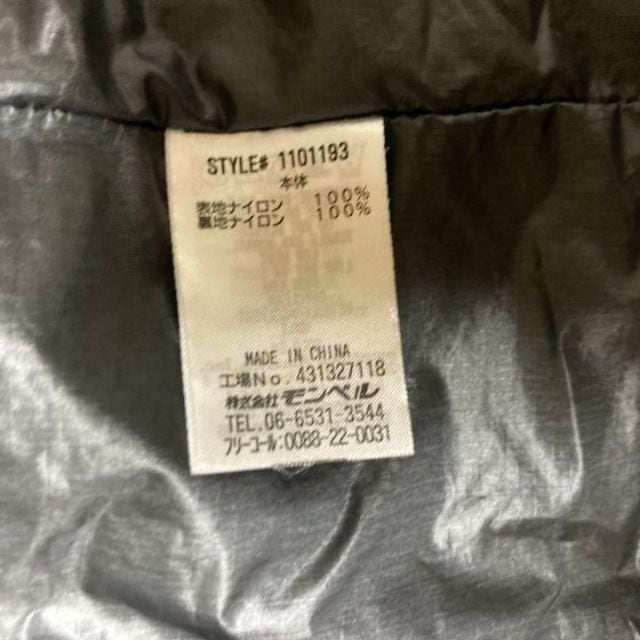 STYLE# 1101193
本体
表地ナイロン 100%
裏地ナイロン 100%
MADE IN CHINA
工場No.431327118
株式会社モンベル
TEL.06-6531-3544
フリーコール:0088-22-0031